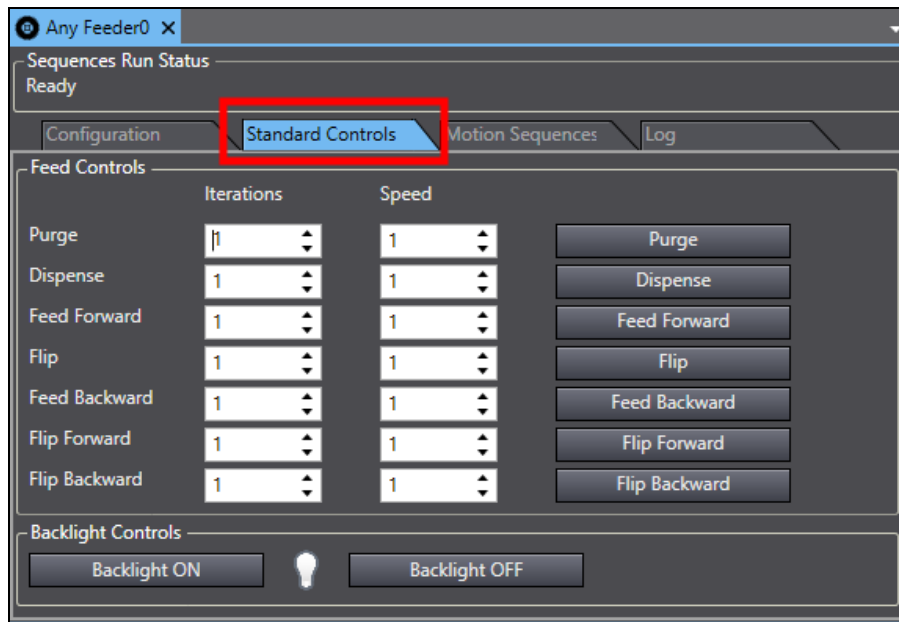 Any Feeder0
Sequences Run Status
Ready
Configuration Standard Controls Motion Sequences Log
Feed Controls
Iterations Speed
Purge 1 1 Purge
Dispense 1 1 Dispense
Feed Forward 1 1 Feed Forward
Flip 1 1 Flip
Feed Backward 1 1 Feed Backward
Flip Forward 1 1 Flip Forward
Flip Backward 1 1 Flip Backward
Backlight Controls
Backlight ON Backlight OFF